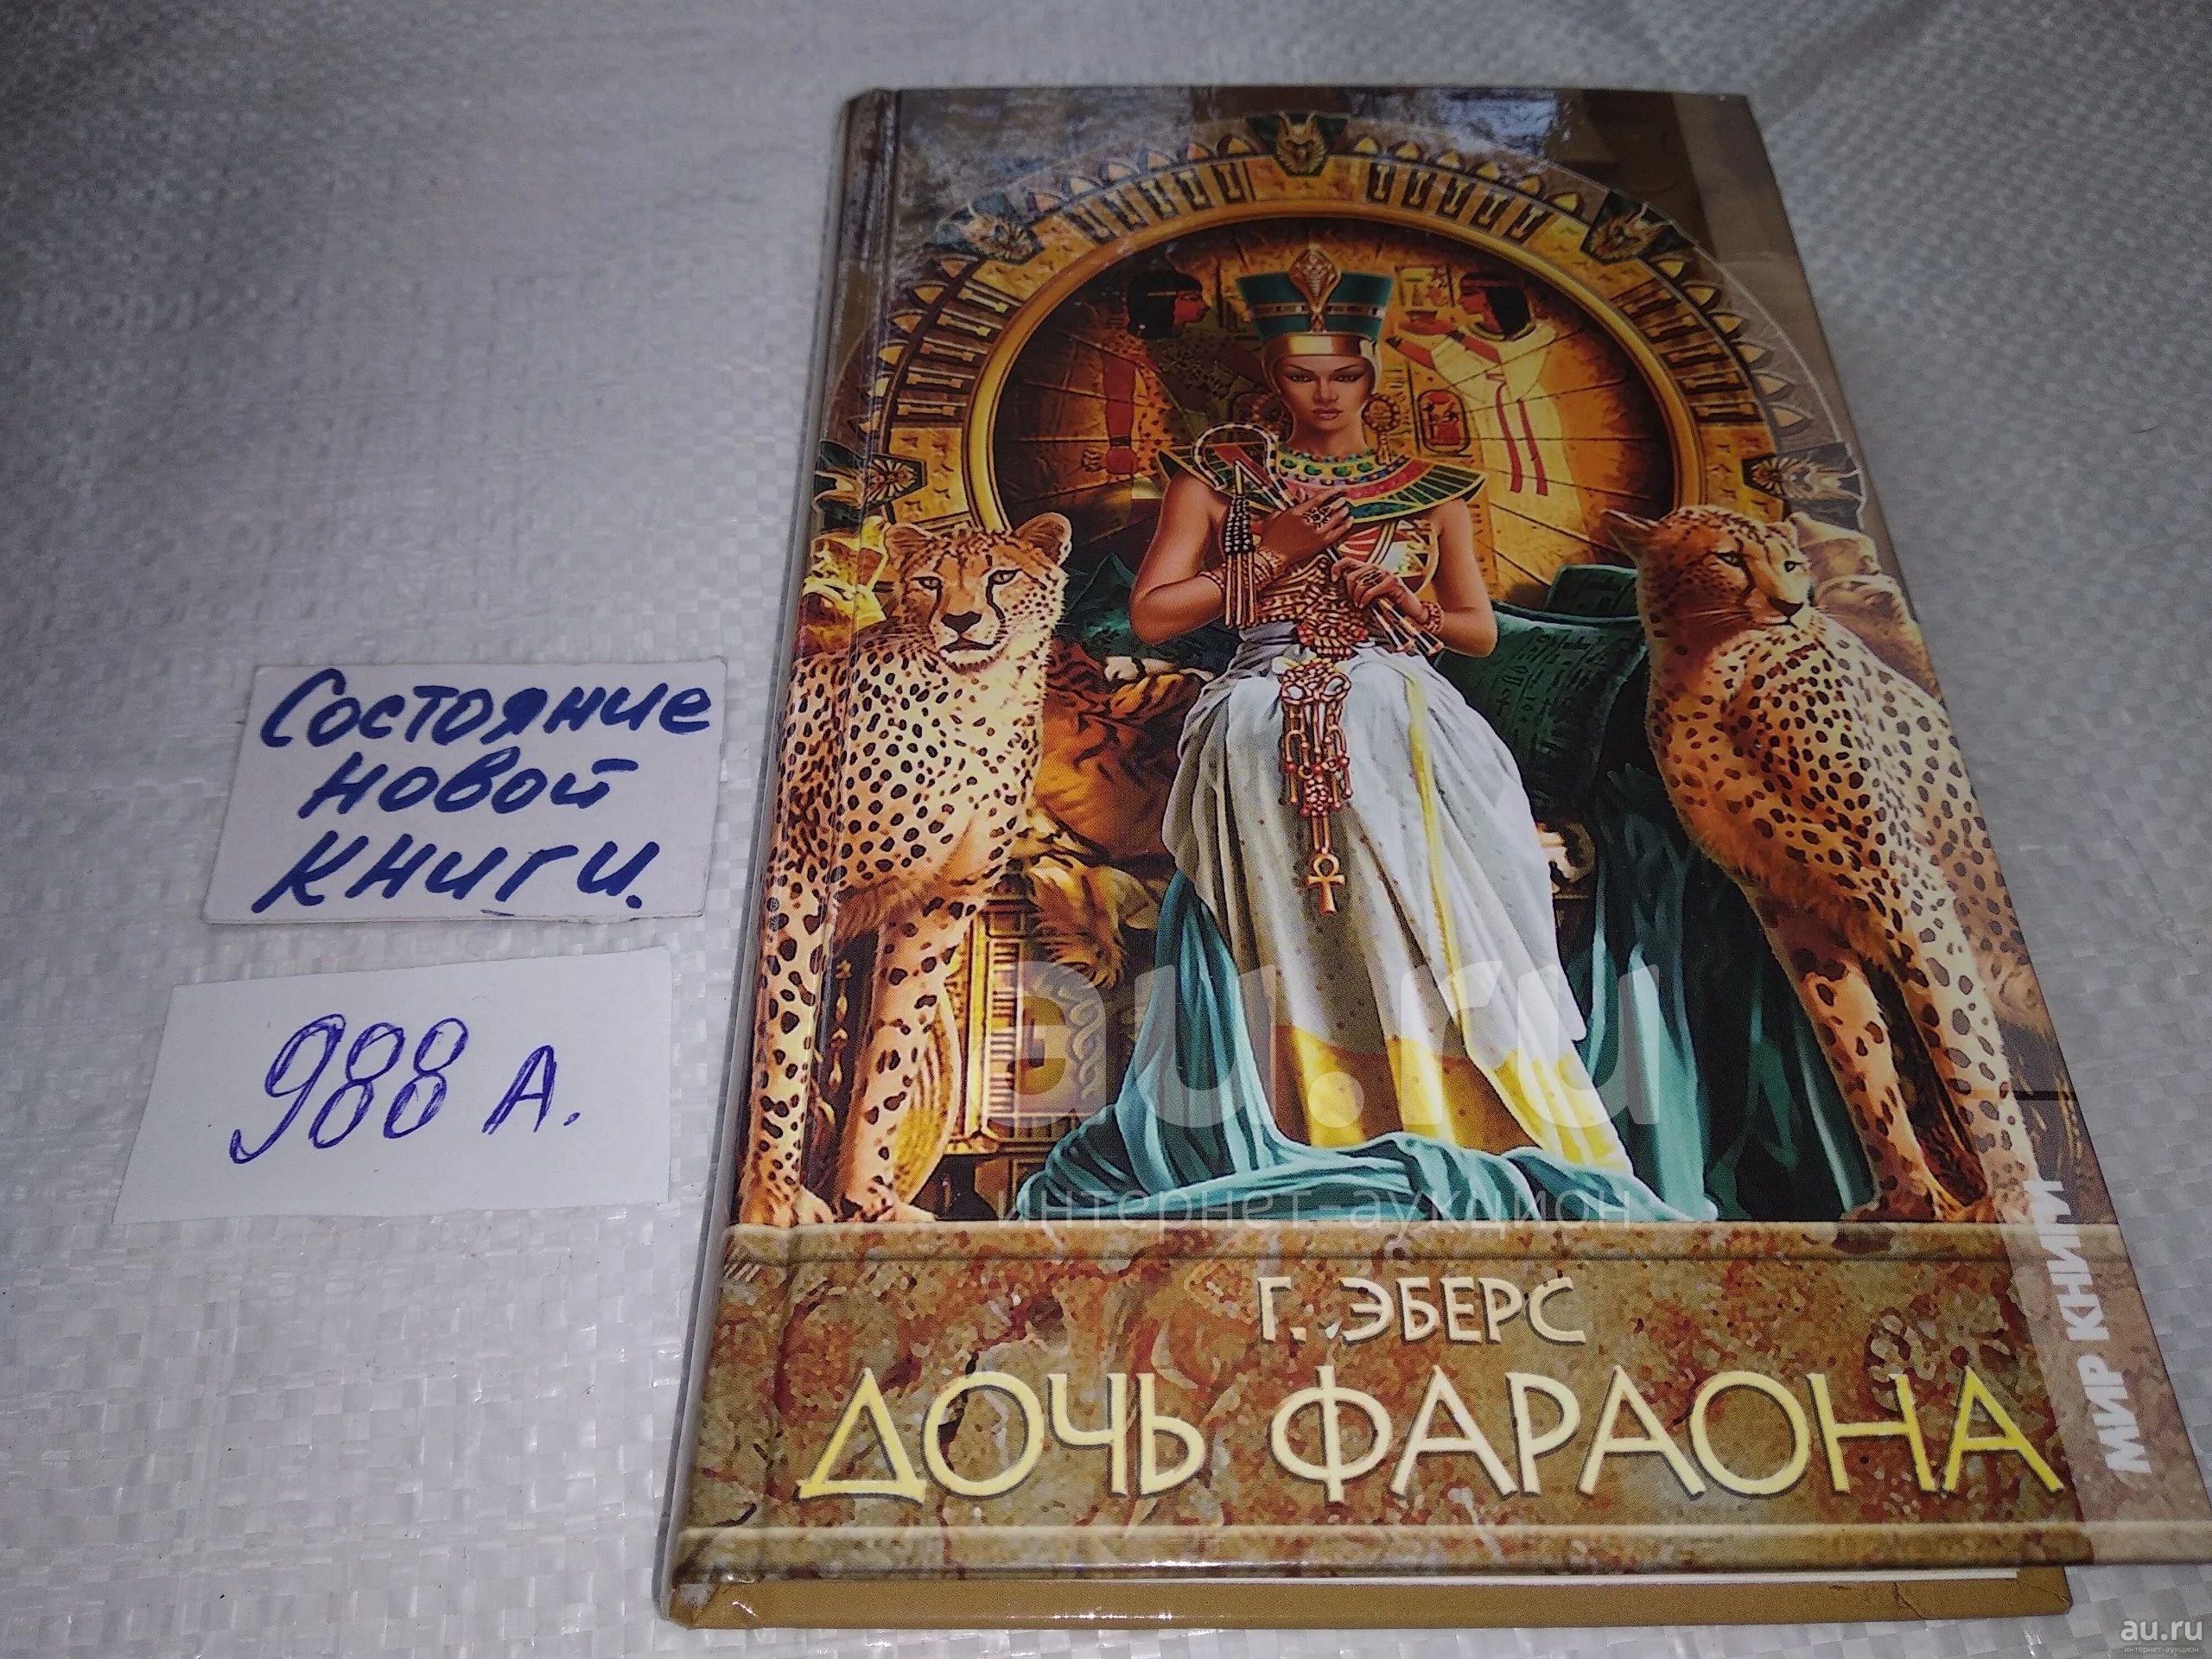 Состояние
новой
книги.
988 А.
au.ru
интернет-аукцион
Г. ЭБЕРС
ДОЧЬ ФАРАОНА
МИР КНИГИ
au.ru
интернет-аукцион